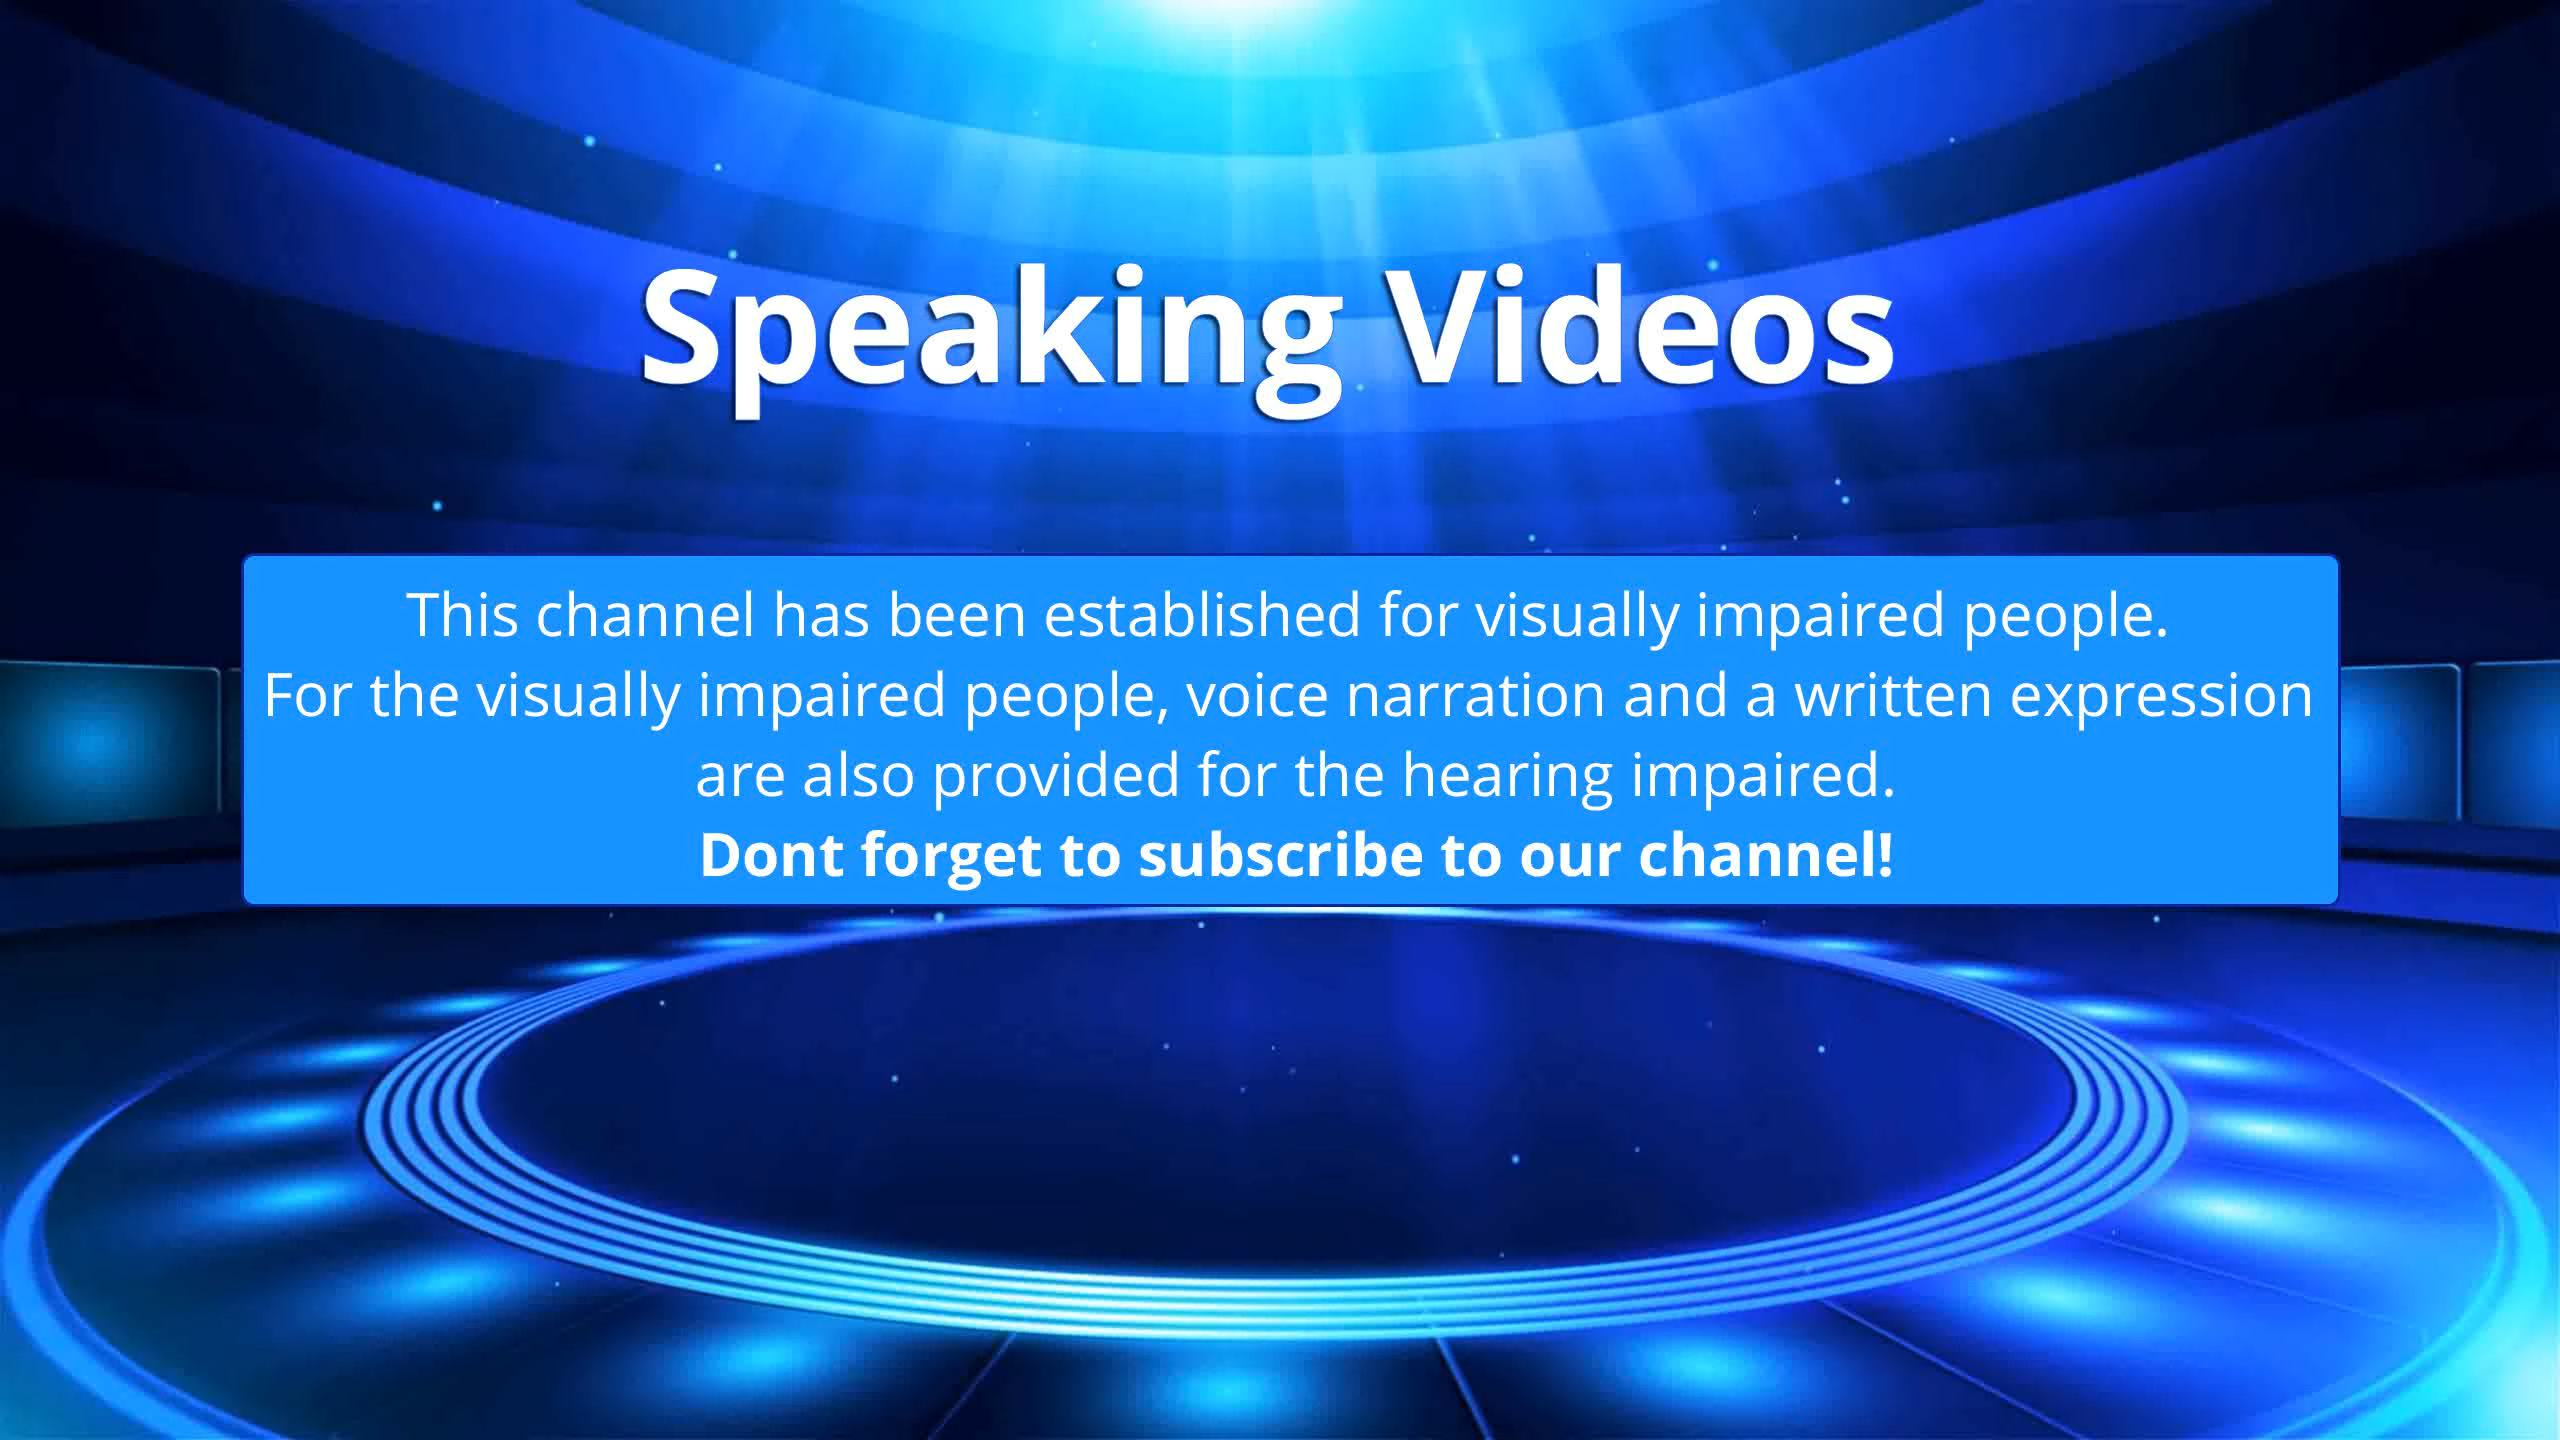 Speaking Videos
This channel has been established for visually impaired people.
For the visually impaired people, voice narration and a written expression
are also provided for the hearing impaired.
Dont forget to subscribe to our channel!